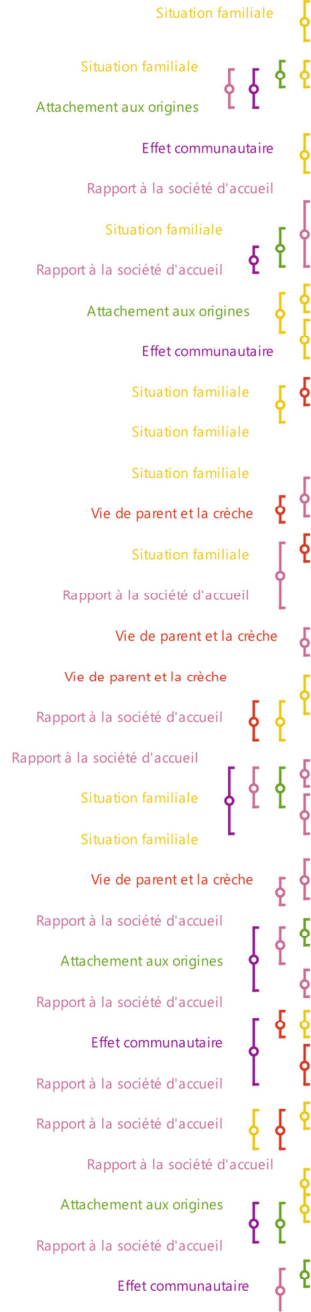 Situation familiale
Situation familiale
Attachement aux origines
Effet communautaire
Rapport à la société d'accueil
Situation familiale
Rapport à la société d'accueil
Attachement aux origines
Effet communautaire
Situation familiale
Situation familiale
Situation familiale
Vie de parent et la crèche
Situation familiale
Rapport à la société d'accueil
Vie de parent et la crèche
Vie de parent et la crèche
Rapport à la société d'accueil
Rapport à la société d'accueil
Situation familiale
Situation familiale
Vie de parent et la crèche
Rapport à la société d'accueil
Attachement aux origines
Rapport à la société d'accueil
Effet communautaire
Rapport à la société d'accueil
Rapport à la société d'accueil
Rapport à la société d'accueil
Attachement aux origines
Rapport à la société d'accueil
Effet communautaire